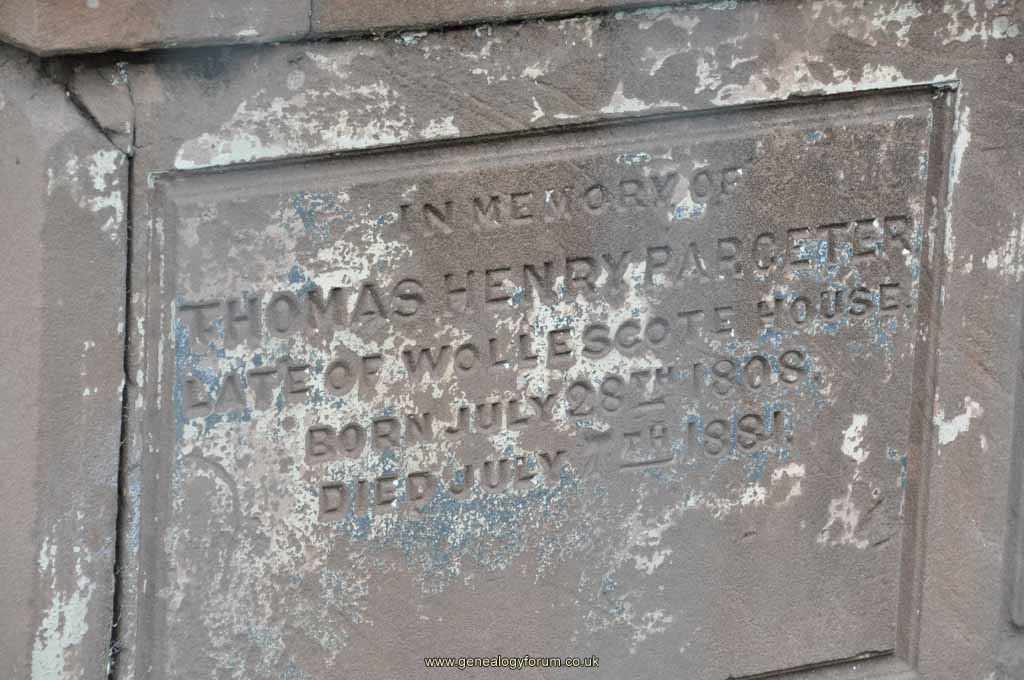 IN MEMORY OF
THOMAS HENRY PARGETER
LATE OF WOLLESCOTE HOUSE.
BORN JULY 28TH 1808.
DIED JULY 7TH 1881.
www.genealogyforum.co.uk